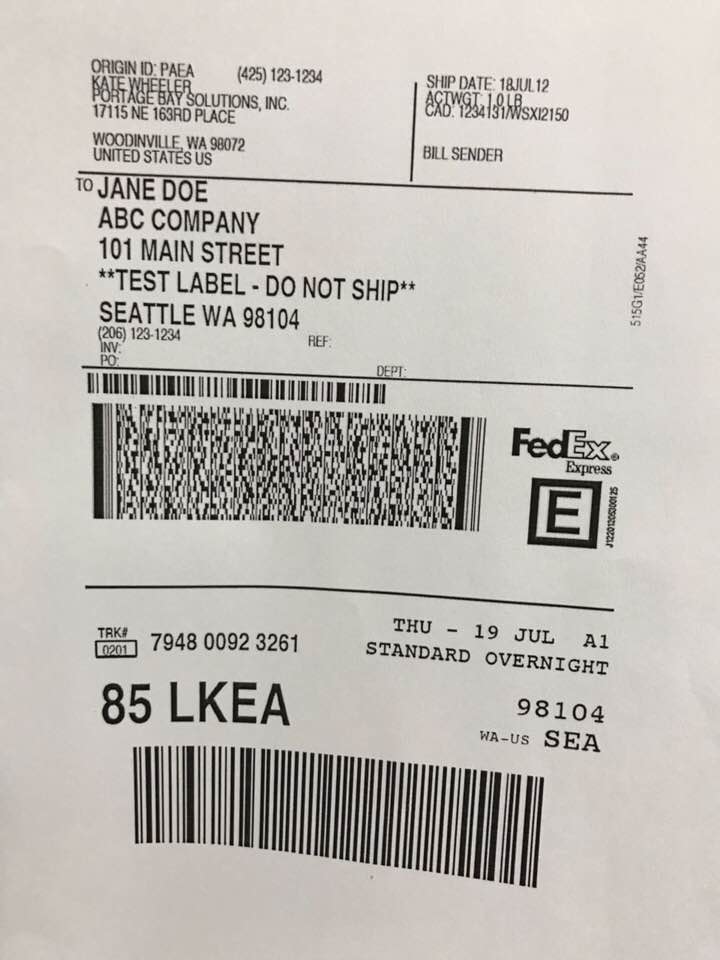 ORIGIN ID: PAEA (425) 123-1234
KATE WHEELER
PORTAGE BAY SOLUTIONS, INC.
17115 NE 163RD PLACE
WOODINVILLE, WA 98072
UNITED STATES US
SHIP DATE: 18JUL12
ACTWGT: 1.0 LB
CAD: 1234131/WSXI2150
BILL SENDER
TO JANE DOE
ABC COMPANY
101 MAIN STREET
**TEST LABEL - DO NOT SHIP**
SEATTLE WA 98104
(206) 123-1234 REF:
INV:
PO: DEPT:
515G1/E052/AA44
FedEx®
Express
E
J12201205300125
TRK# 
0201 7948 0092 3261
THU - 19 JUL A1
STANDARD OVERNIGHT
85 LKEA
98104
WA-US SEA